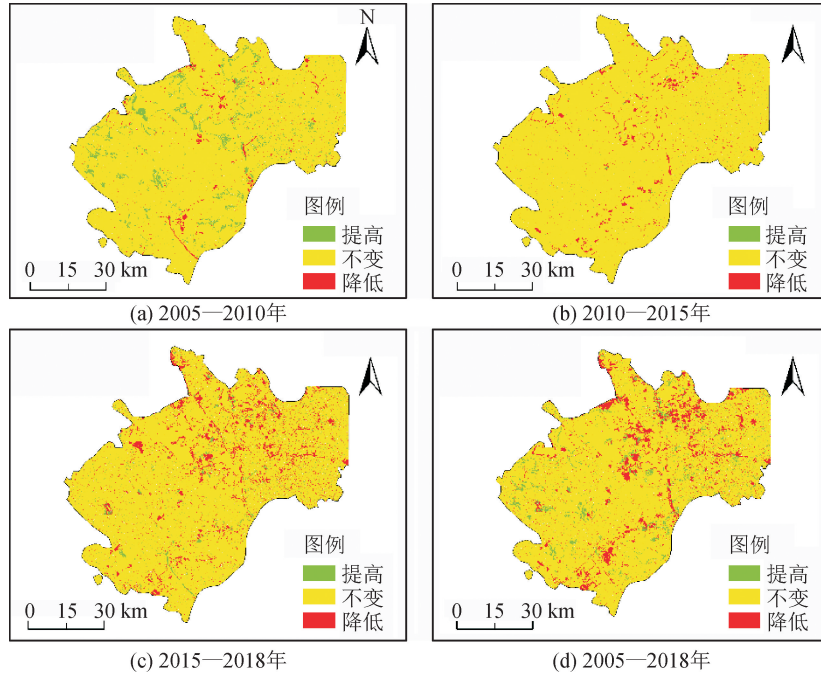 N
图例
提高
不变
降低
0 15 30 km
(a) 2005—2010年
图例
提高
不变
降低
0 15 30 km
(b) 2010—2015年
图例
提高
不变
降低
0 15 30 km
(c) 2015—2018年
图例
提高
不变
降低
0 15 30 km
(d) 2005—2018年